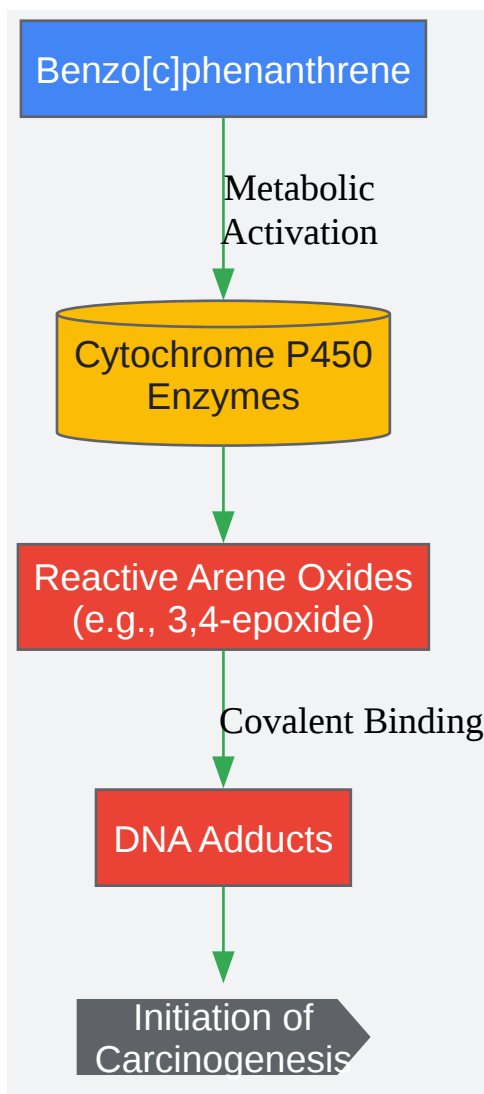 Benzo[c]phenanthrene
Metabolic
Activation
Cytochrome P450
Enzymes
Reactive Arene Oxides
(e.g., 3,4-epoxide)
Covalent Binding
DNA Adducts
Initiation of
Carcinogenesis